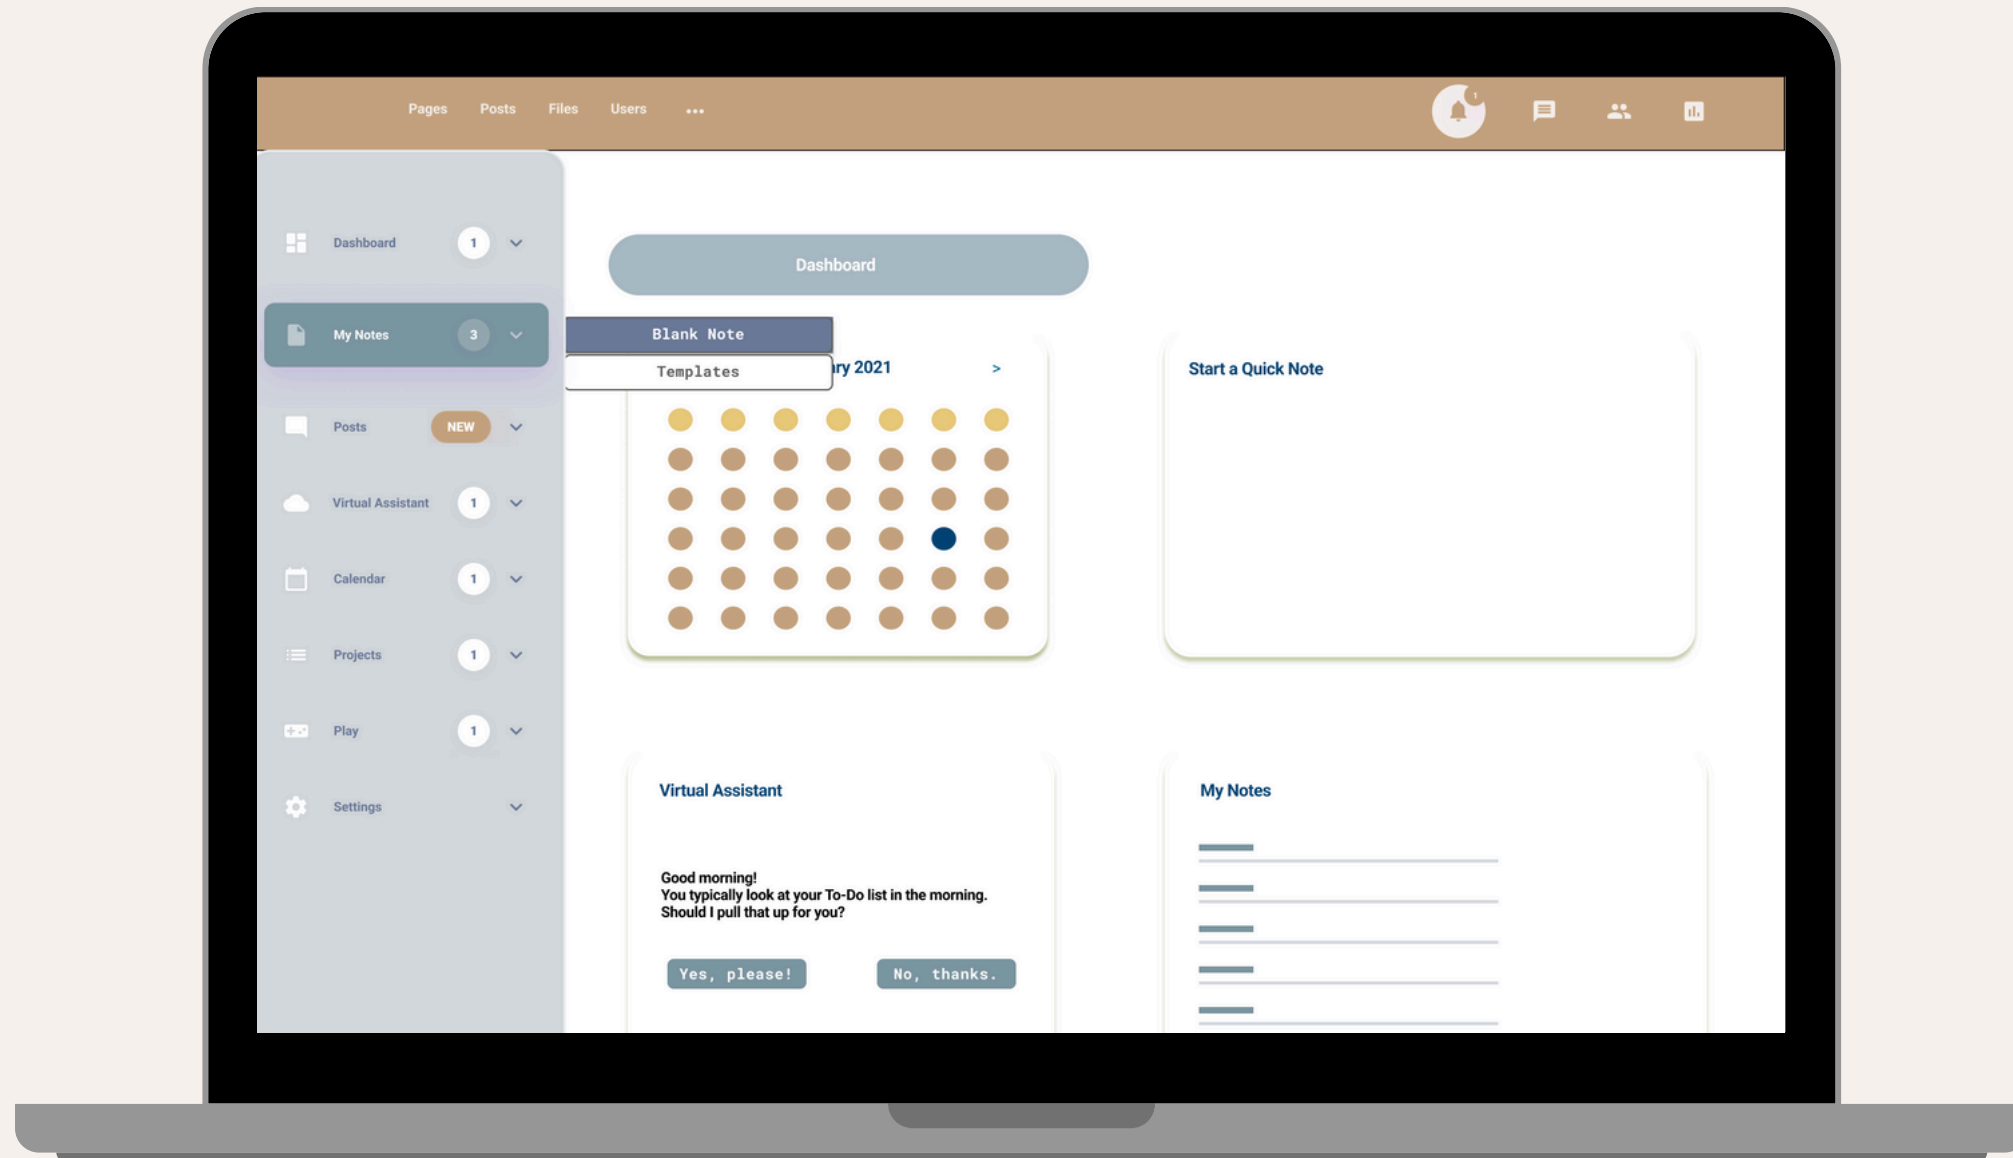 Pages Posts Files Users ...
1
Dashboard 1
My Notes 3
Posts NEW
Virtual Assistant 1
Calendar 1
Projects 1
Play 1
Settings
Dashboard
Blank Note
Templates
ry 2021 >
Start a Quick Note
Virtual Assistant
Good morning!
You typically look at your To-Do list in the morning.
Should I pull that up for you?
Yes, please! No, thanks.
My Notes